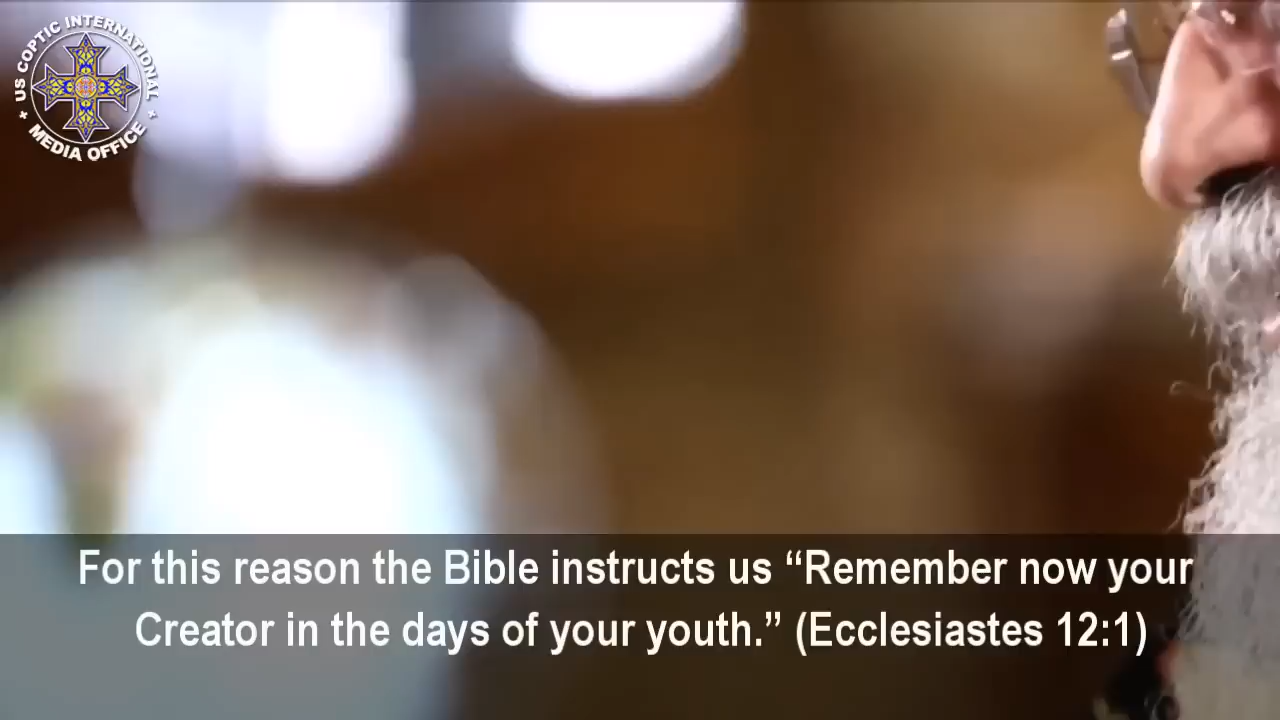 US COPTIC INTERNATIONAL
MEDIA OFFICE
For this reason the Bible instructs us “Remember now your
Creator in the days of your youth.” (Ecclesiastes 12:1)